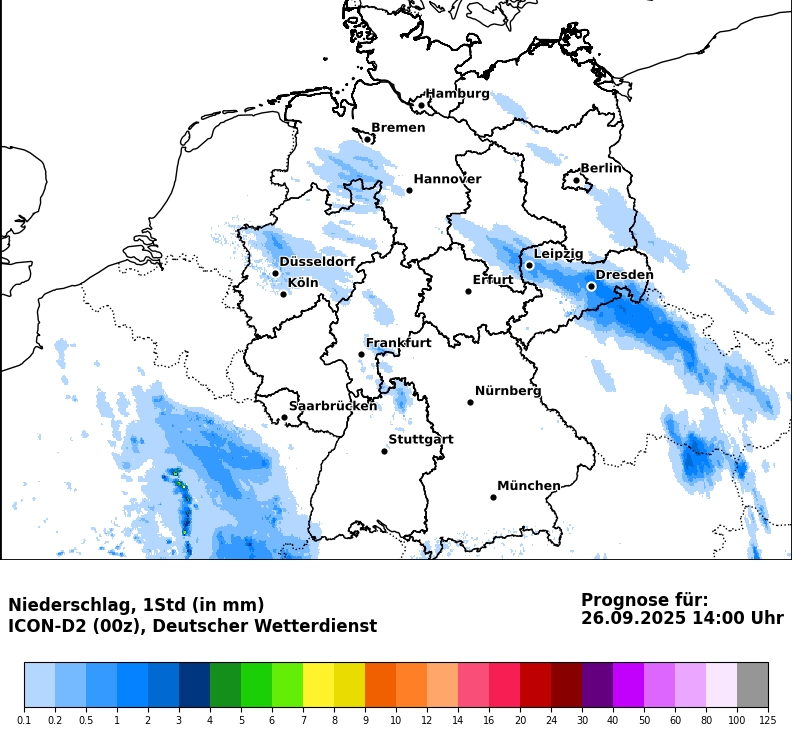 Hamburg
Bremen
Hannover
Berlin
Düsseldorf
Köln
Leipzig
Dresden
Erfurt
Frankfurt
Saarbrücken
Nürnberg
Stuttgart
München
Niederschlag, 1Std (in mm)
ICON-D2 (00z), Deutscher Wetterdienst
Prognose für:
26.09.2025 14:00 Uhr
0.1 0.2 0.5 1 2 3 4 5 6 7 8 9 10 12 14 16 20 24 30 40 50 60 80 100 125